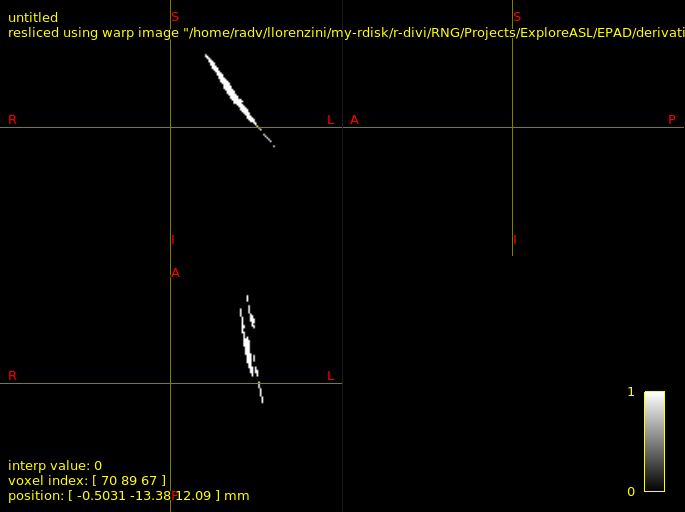 untitled
resliced using warp image "/home/radv/llorenzini/my-rdisk/r-divi/RNG/Projects/ExploreASL/EPAD/derivati
S
S
R
L
A
P
I
I
A
R
L
1
interp value: 0
voxel index: [ 70 89 67 ]
0
position: [ -0.5031 -13.38 12.09 ] mm